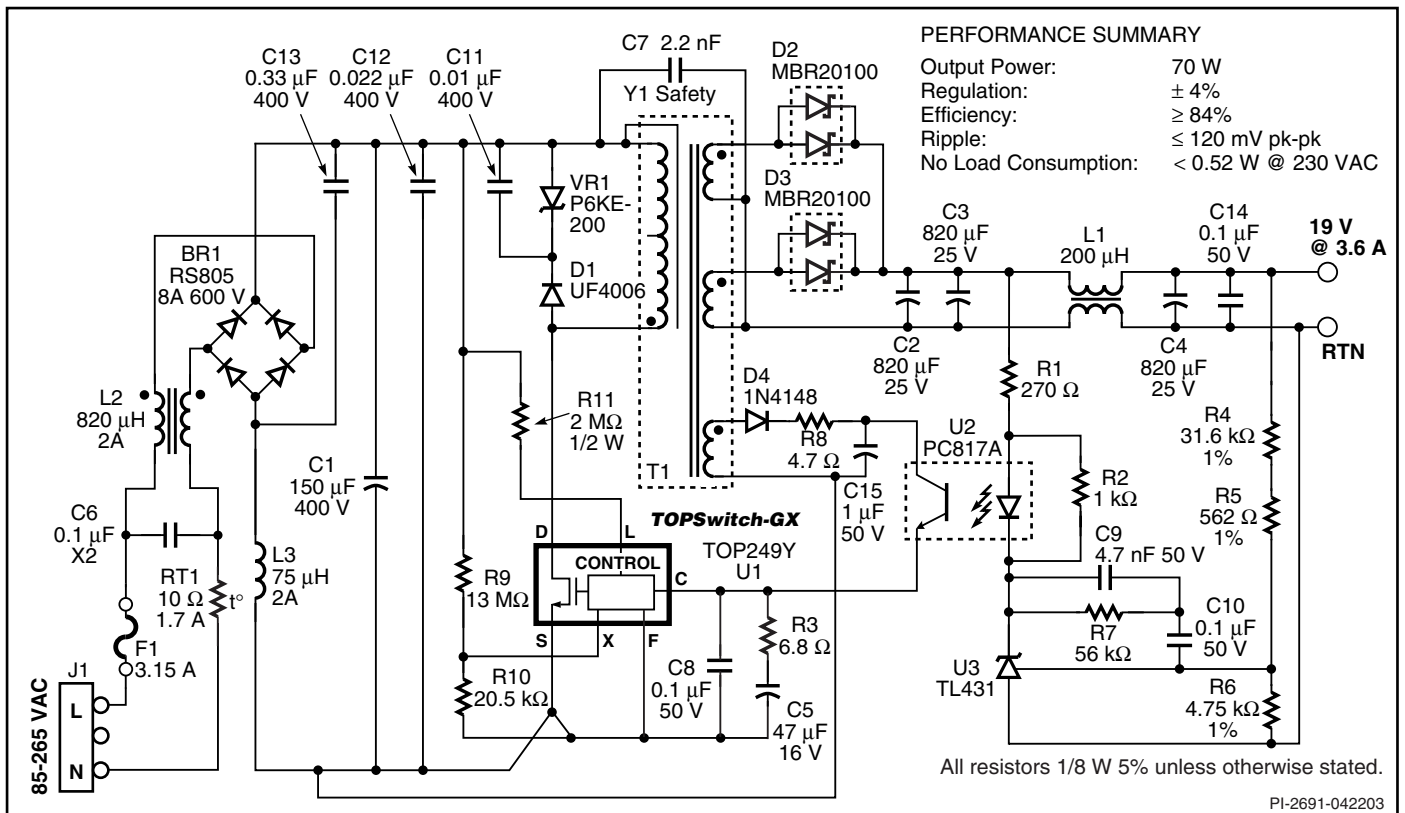 PERFORMANCE SUMMARY
Output Power: 70 W
Regulation: ± 4%
Efficiency: ≥ 84%
Ripple: ≤ 120 mV pk-pk
No Load Consumption: < 0.52 W @ 230 VAC
C13
0.33 µF
400 V
C12
0.022 µF
400 V
C11
0.01 µF
400 V
C7 2.2 nF
Y1 Safety
D2
MBR20100
D3
MBR20100
VR1
P6KE-
200
D1
UF4006
BR1
RS805
8A 600 V
C3
820 µF
25 V
L1
200 µH
C14
0.1 µF
50 V
19 V
@ 3.6 A
RTN
C2
820 µF
25 V
C4
820 µF
25 V
L2
820 µH
2A
R11
2 MΩ
1/2 W
D4
1N4148
R8
4.7 Ω
T1
C15
1 µF
50 V
U2
PC817A
R1
270 Ω
R2
1 kΩ
R4
31.6 kΩ
1%
R5
562 Ω
1%
C1
150 µF
400 V
C6
0.1 µF
X2
RT1
10 Ω
1.7 A
t°
L3
75 µH
2A
F1
3.15 A
J1
L
N
85-265 VAC
TOPSwitch-GX
TOP249Y
U1
D
L
CONTROL
C
S
X
F
R9
13 MΩ
R10
20.5 kΩ
C8
0.1 µF
50 V
R3
6.8 Ω
C5
47 µF
16 V
C9
4.7 nF 50 V
R7
56 kΩ
C10
0.1 µF
50 V
U3
TL431
R6
4.75 kΩ
1%
All resistors 1/8 W 5% unless otherwise stated.
PI-2691-042203